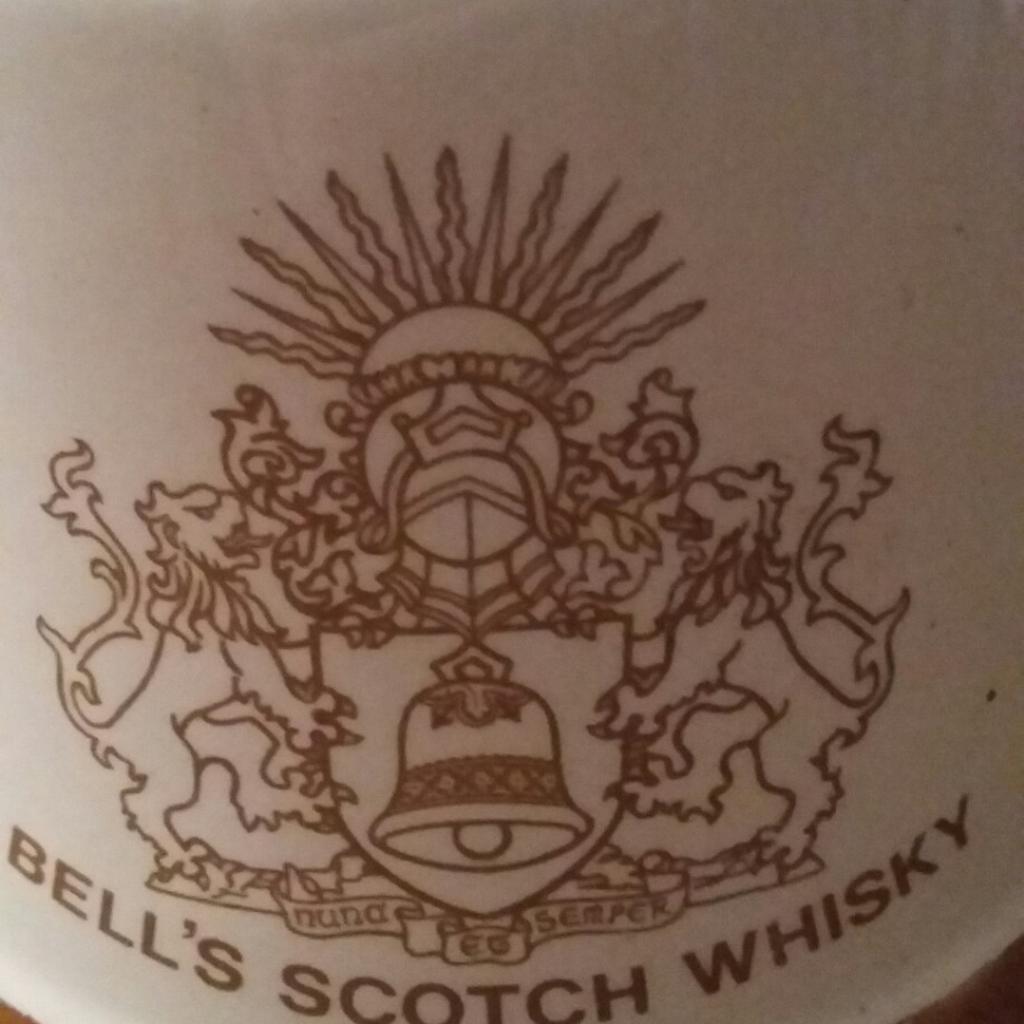 nunc
et
SEMPER
BELL'S SCOTCH WHISKY